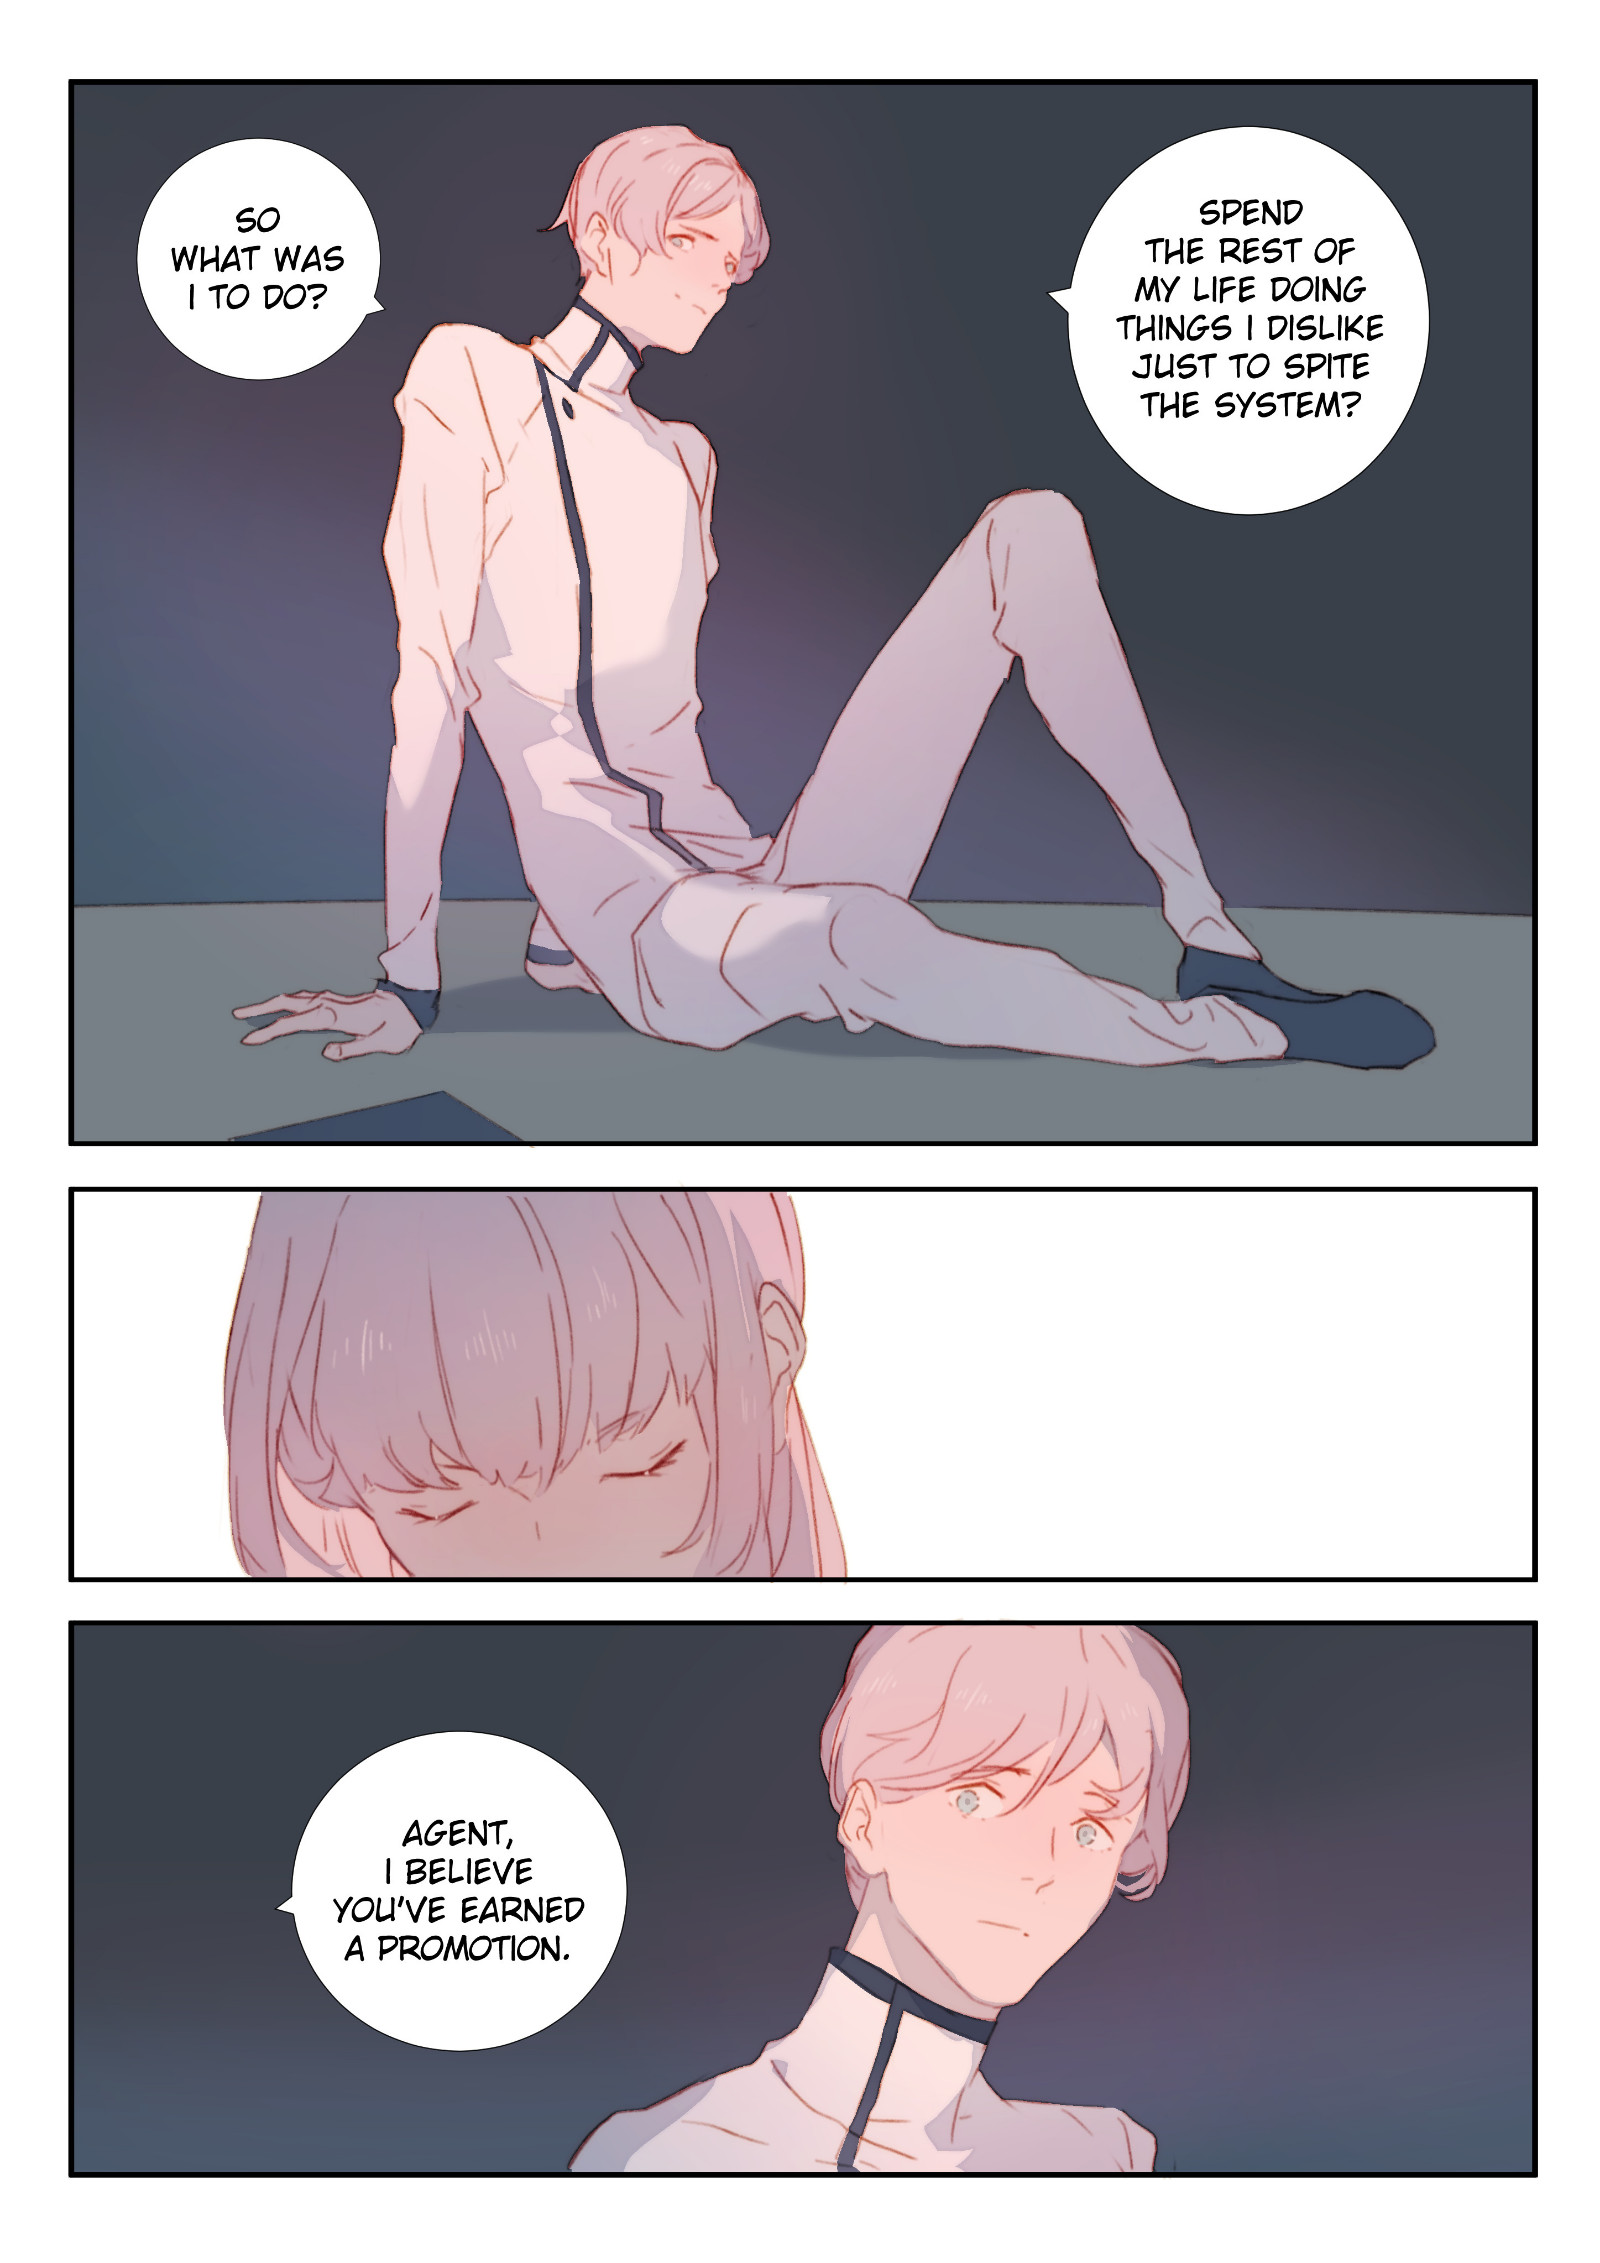 SO
WHAT WAS
I TO DO?
SPEND
THE REST OF
MY LIFE DOING
THINGS I DISLIKE
JUST TO SPITE
THE SYSTEM?
AGENT,
I BELIEVE
YOU'VE EARNED
A PROMOTION.